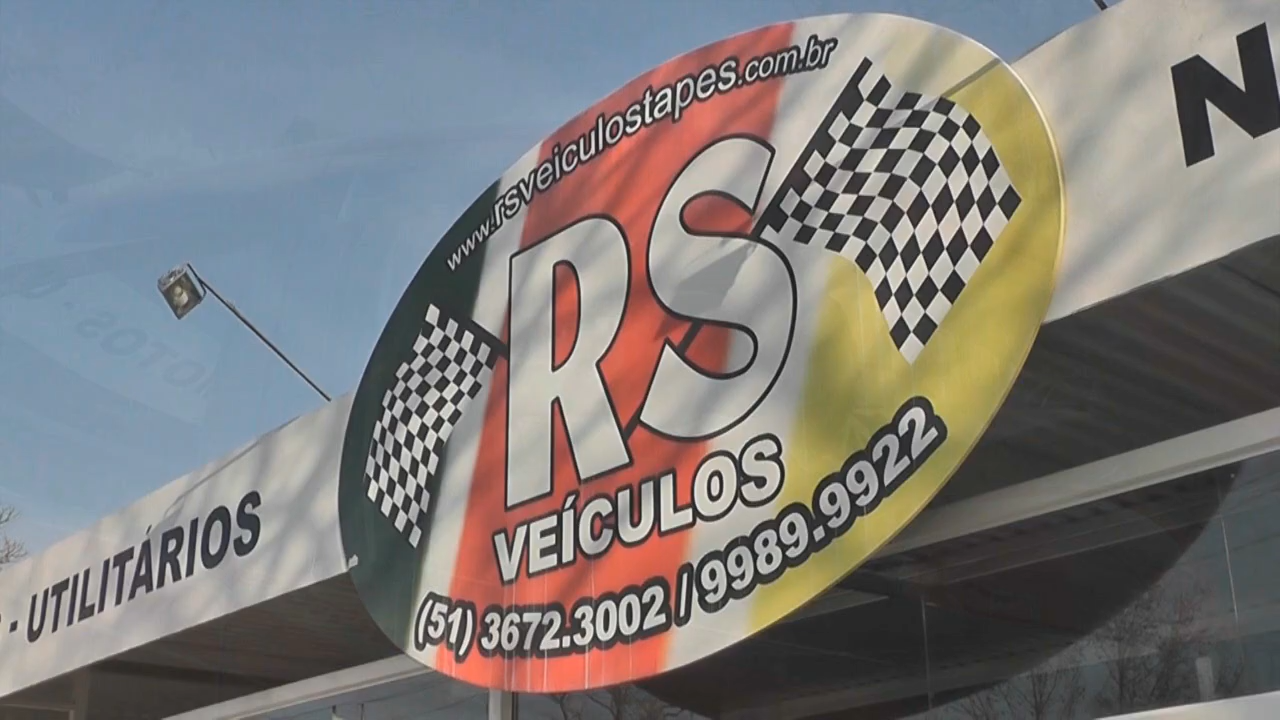 www.rsveiculostapes.com.br
RS
VEÍCULOS
(51) 3672.3002 / 9989.9922
- UTILITÁRIOS
N